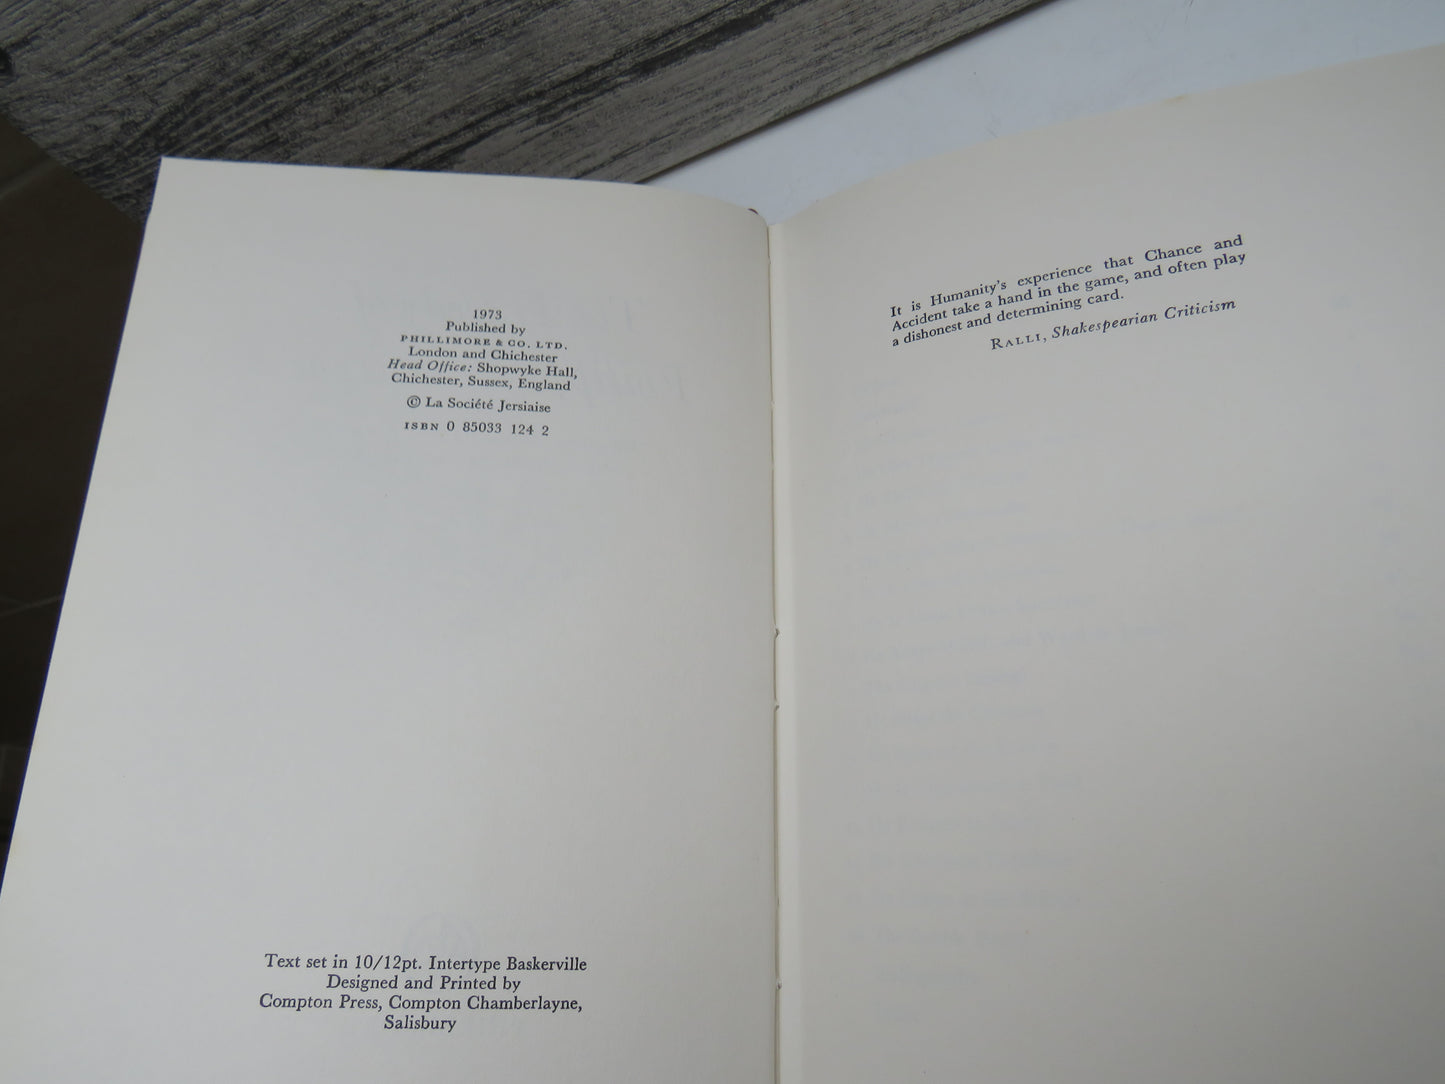 1973
Published by
PHILLIMORE & CO. LTD.
London and Chichester
Head Office: Shopwyke Hall,
Chichester, Sussex, England
© La Société Jersiaise
ISBN 0 85033 124 2
Text set in 10/12pt. Intertype Baskerville
Designed and Printed by
Compton Press, Compton Chamberlayne,
Salisbury
It is Humanity's experience that Chance and
Accident take a hand in the game, and often play
a dishonest and determining card.
RALLI, Shakespearian Criticism